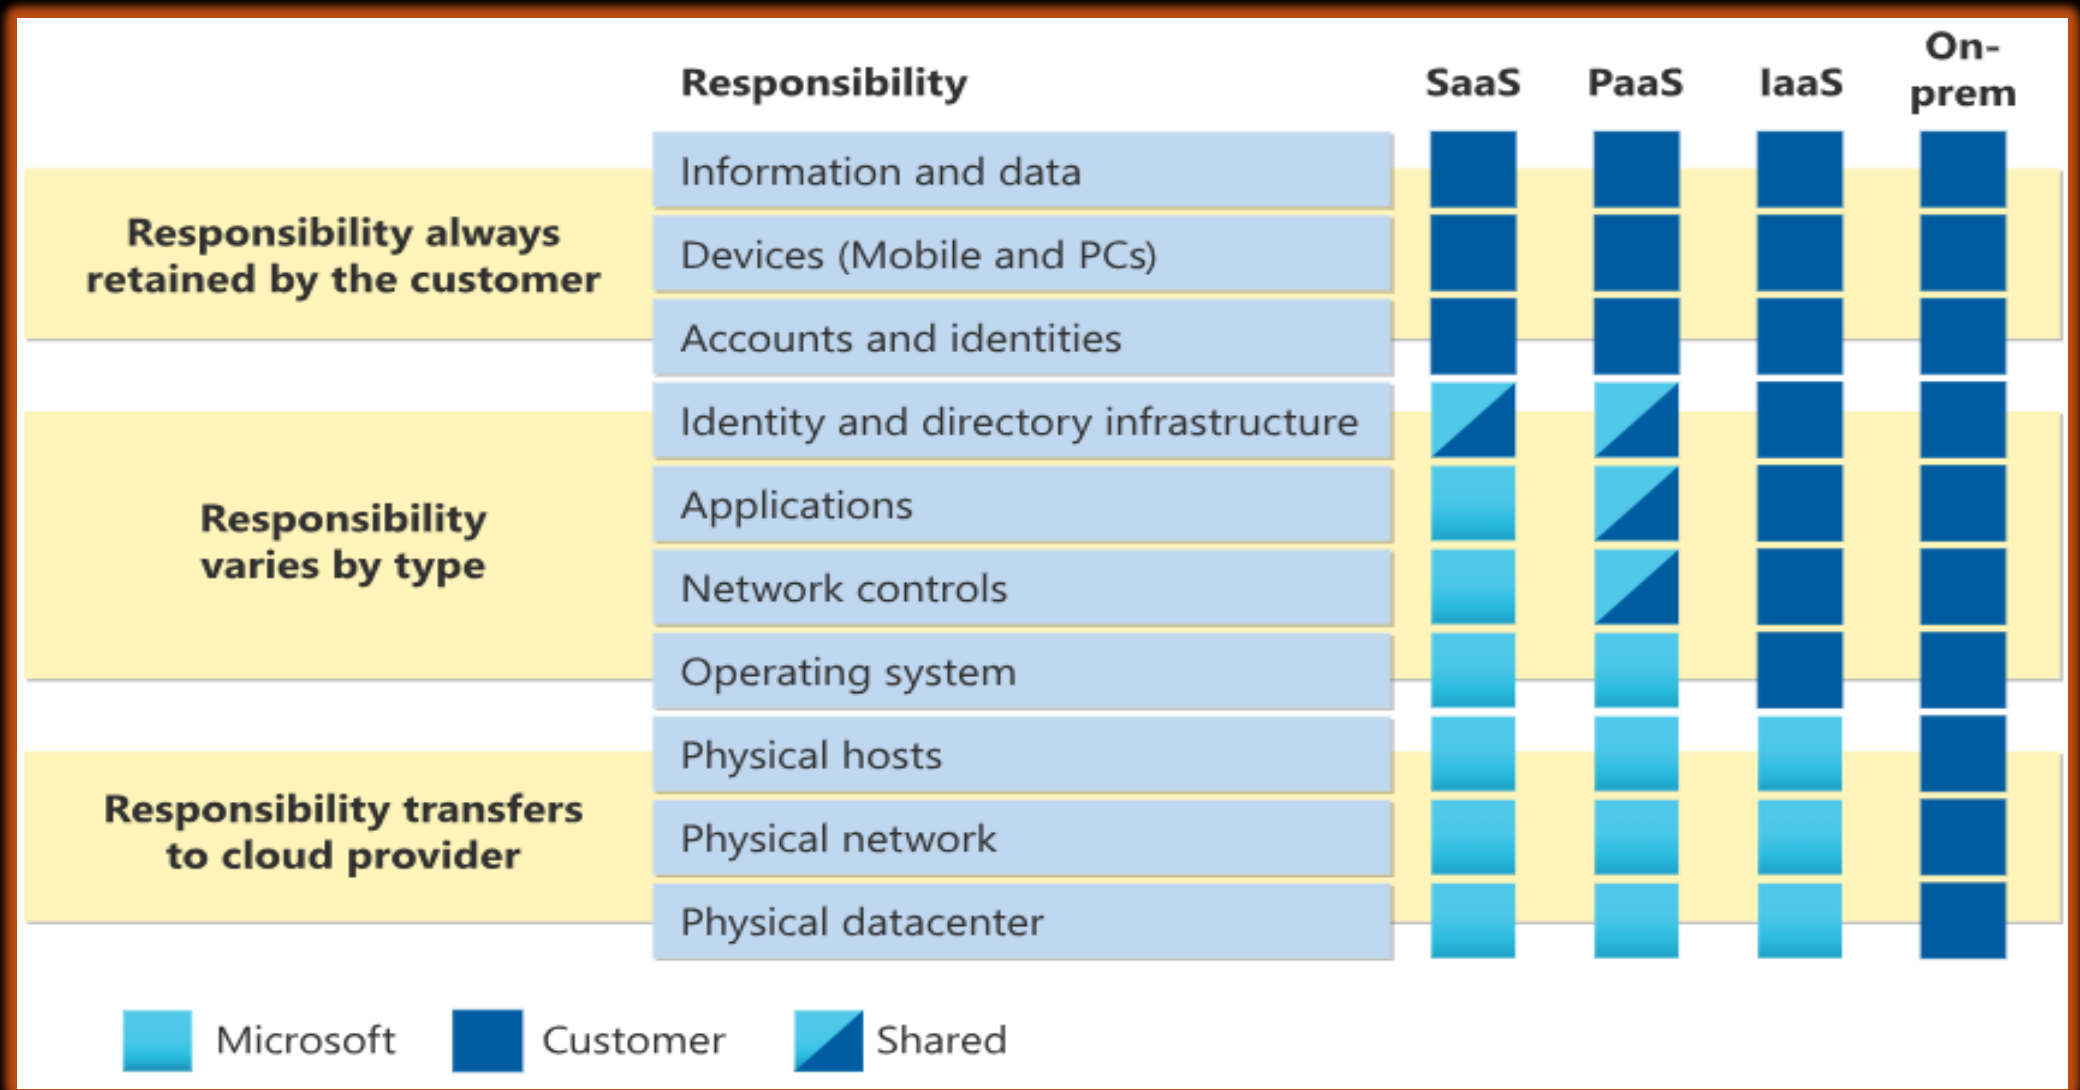 Responsibility SaaS PaaS IaaS On-
prem
Responsibility always
retained by the customer
Information and data
Devices (Mobile and PCs)
Accounts and identities
Responsibility
varies by type
Identity and directory infrastructure
Applications
Network controls
Operating system
Responsibility transfers
to cloud provider
Physical hosts
Physical network
Physical datacenter
Microsoft Customer Shared